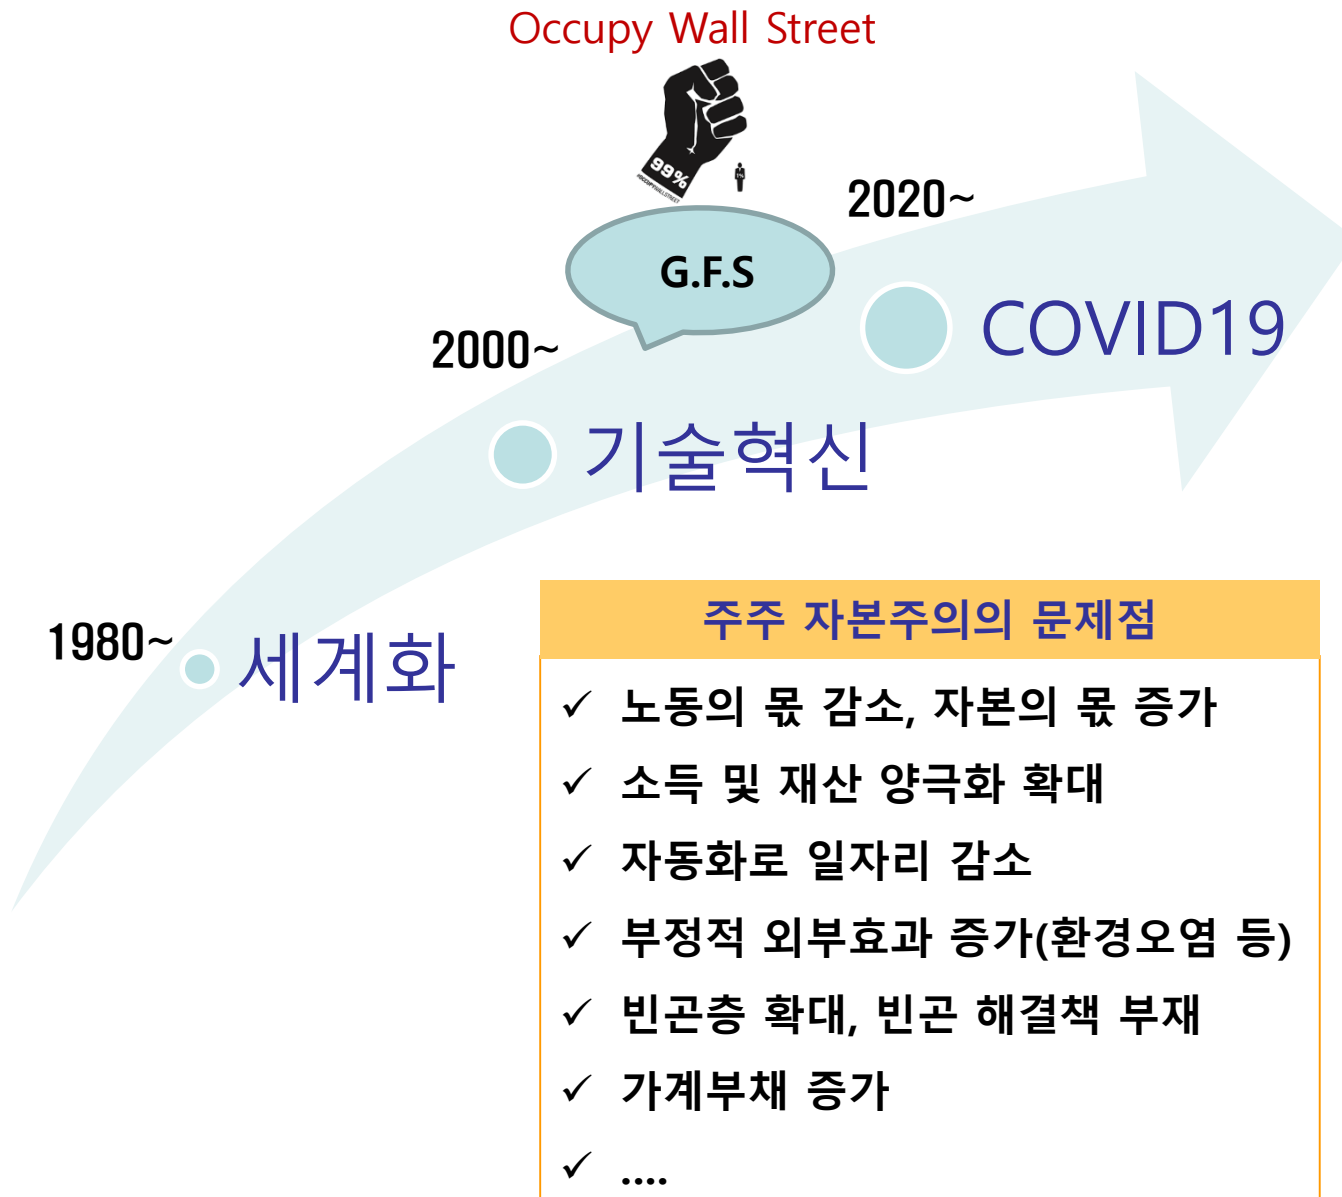 Occupy Wall Street
99%
#OCCUPYWALLSTREET
2020~
G.F.S
COVID19
2000~
기술혁신
1980~
세계화
주주 자본주의의 문제점
✓ 노동의 몫 감소, 자본의 몫 증가
✓ 소득 및 재산 양극화 확대
✓ 자동화로 일자리 감소
✓ 부정적 외부효과 증가(환경오염 등)
✓ 빈곤층 확대, 빈곤 해결책 부재
✓ 가계부채 증가
✓ ....